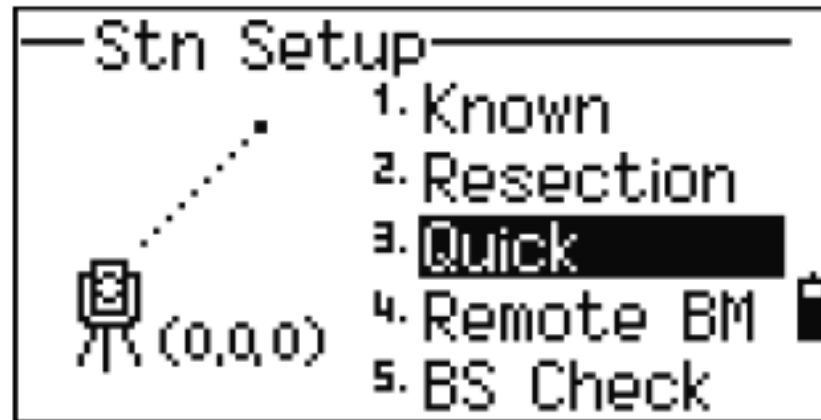 Stn Setup
1. Known
2. Resection
3. Quick
4. Remote BM
(0,0,0)
5. BS Check